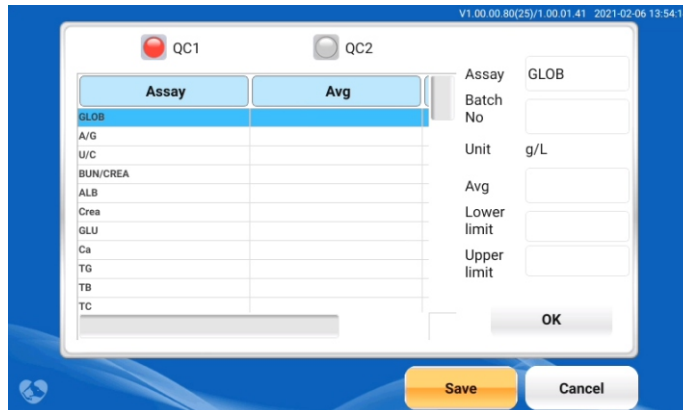 V1.00.00.80(25)/1.00.01.41 2021-02-06 13:54:1
QC1 QC2
Assay Avg
GLOB
A/G
U/C
BUN/CREA
ALB
Crea
GLU
Ca
TG
TB
TC
Assay GLOB
Batch
No
Unit g/L
Avg
Lower
limit
Upper
limit
OK
Save Cancel